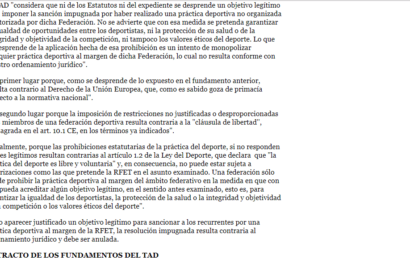 AD "considera que ni de los Estatutos ni del expediente se desprende un objetivo legítimo
imponer la sanción impugnada por haber realizado una práctica deportiva no organizada
torizada por dicha Federación. No se advierte que con esa medida se pretenda garantizar
ualdad de oportunidades entre los deportistas, ni la protección de su salud o de la
gridad y objetividad de la competición, ni tampoco los valores éticos del deporte. Lo que
esprende de la aplicación hecha de esa prohibición es un intento de monopolizar
quier práctica deportiva al margen de dicha Federación, lo cual no resulta conforme con
stro ordenamiento jurídico".
primer lugar porque, como se desprende de lo expuesto en el fundamento anterior,
lta contrario al Derecho de la Unión Europea, que, como es sabido goza de primacía
ecto a la normativa nacional".
segundo lugar porque la imposición de restricciones no justificadas o desproporcionadas
miembros de una federación deportiva resulta contraria a la "cláusula de libertad",
agrada en el art. 10.1 CE, en los términos ya indicados".
almente, porque las prohibiciones estatutarias de la práctica del deporte, si no responden
es legítimos resultan contrarias al artículo 1.2 de la Ley del Deporte, que declara "la
tica del deporte es libre y voluntaria" y, en consecuencia, no puede estar sujeta a
rizaciones como las que pretende la RFET en el asunto examinado. Una federación sólo
de prohibir la práctica deportiva al margen del ámbito federativo en la medida en que con
pueda acreditar algún objetivo legítimo, en el sentido antes examinado, esto es, para
ntizar la igualdad de los deportistas, la protección de la salud o la integridad y objetividad
competición o los valores éticos del deporte".
o aparecer justificado un objetivo legítimo para sancionar a los recurrentes por una
tica deportiva al margen de la RFET, la resolución impugnada resulta contraria al
namiento jurídico y debe ser anulada.
TRACTO DE LOS FUNDAMENTOS DEL TAD